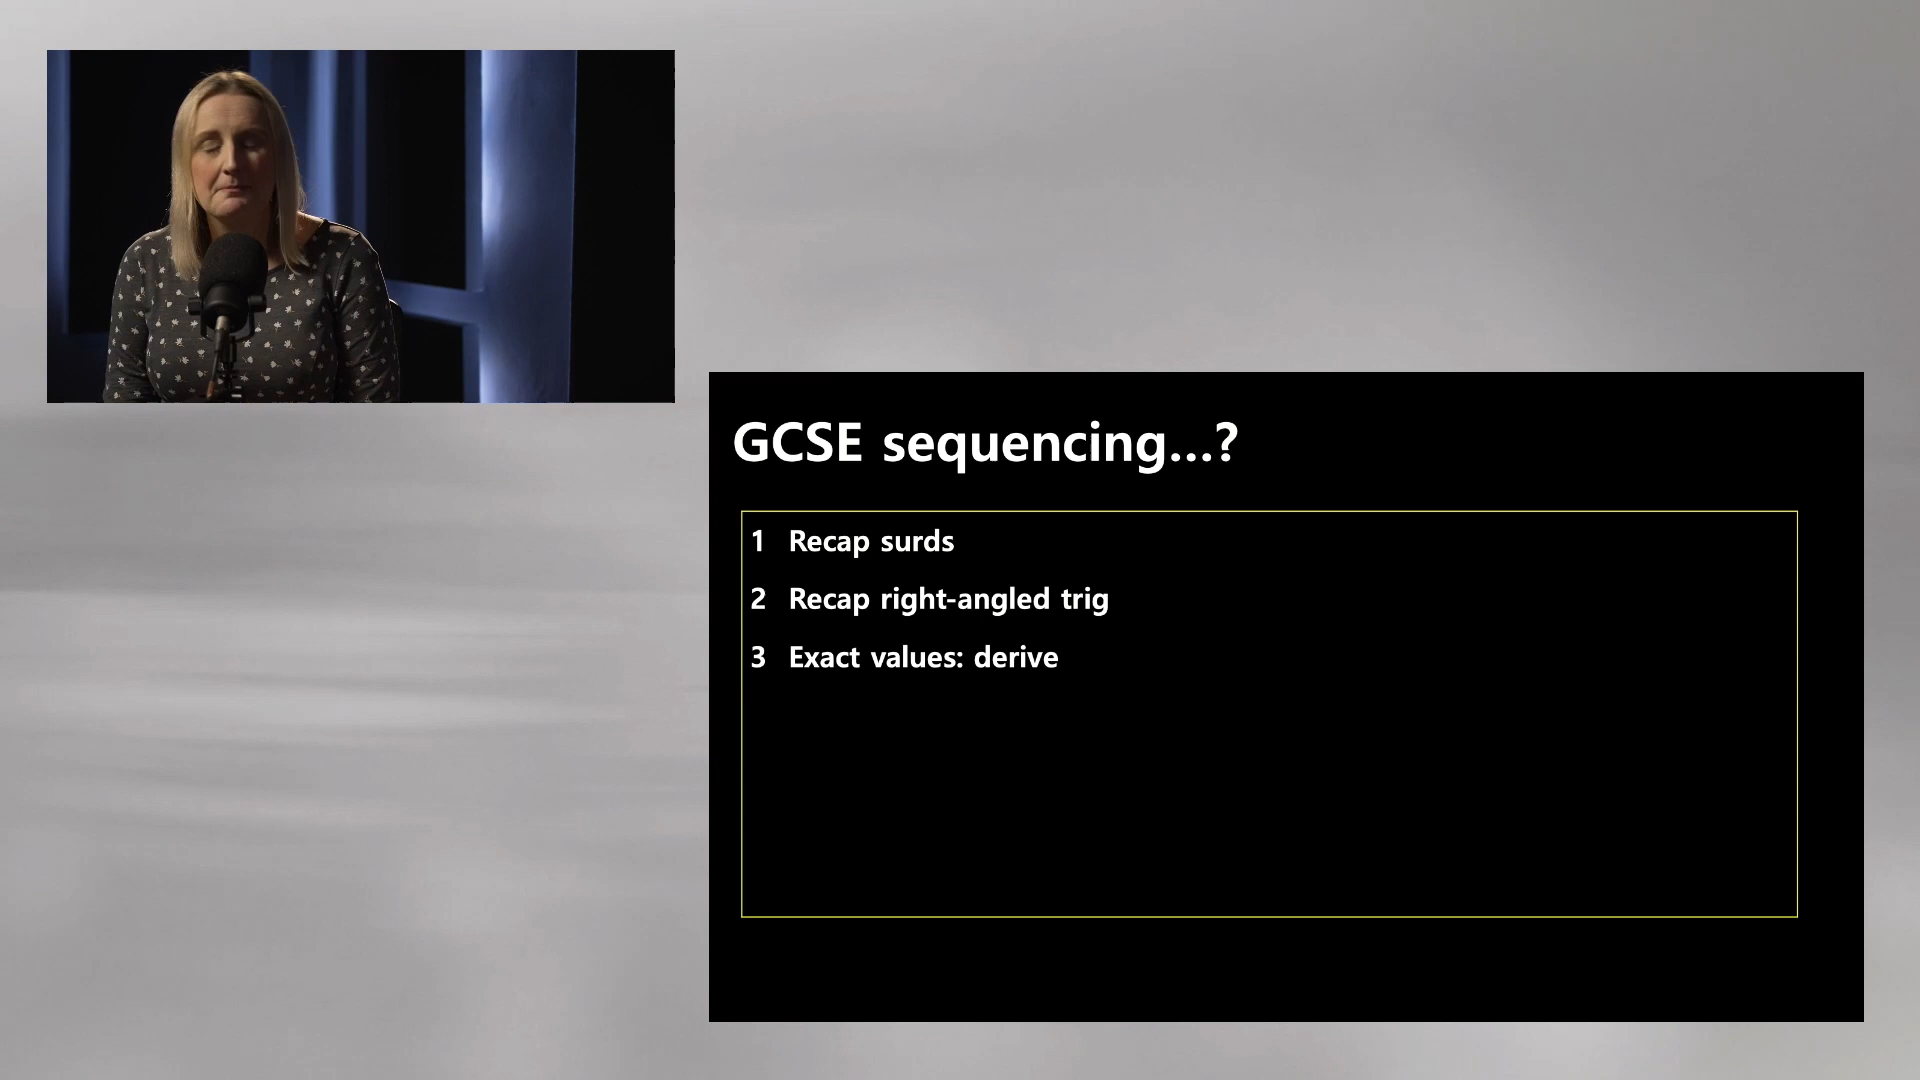 GCSE sequencing...?
1 Recap surds
2 Recap right-angled trig
3 Exact values: derive